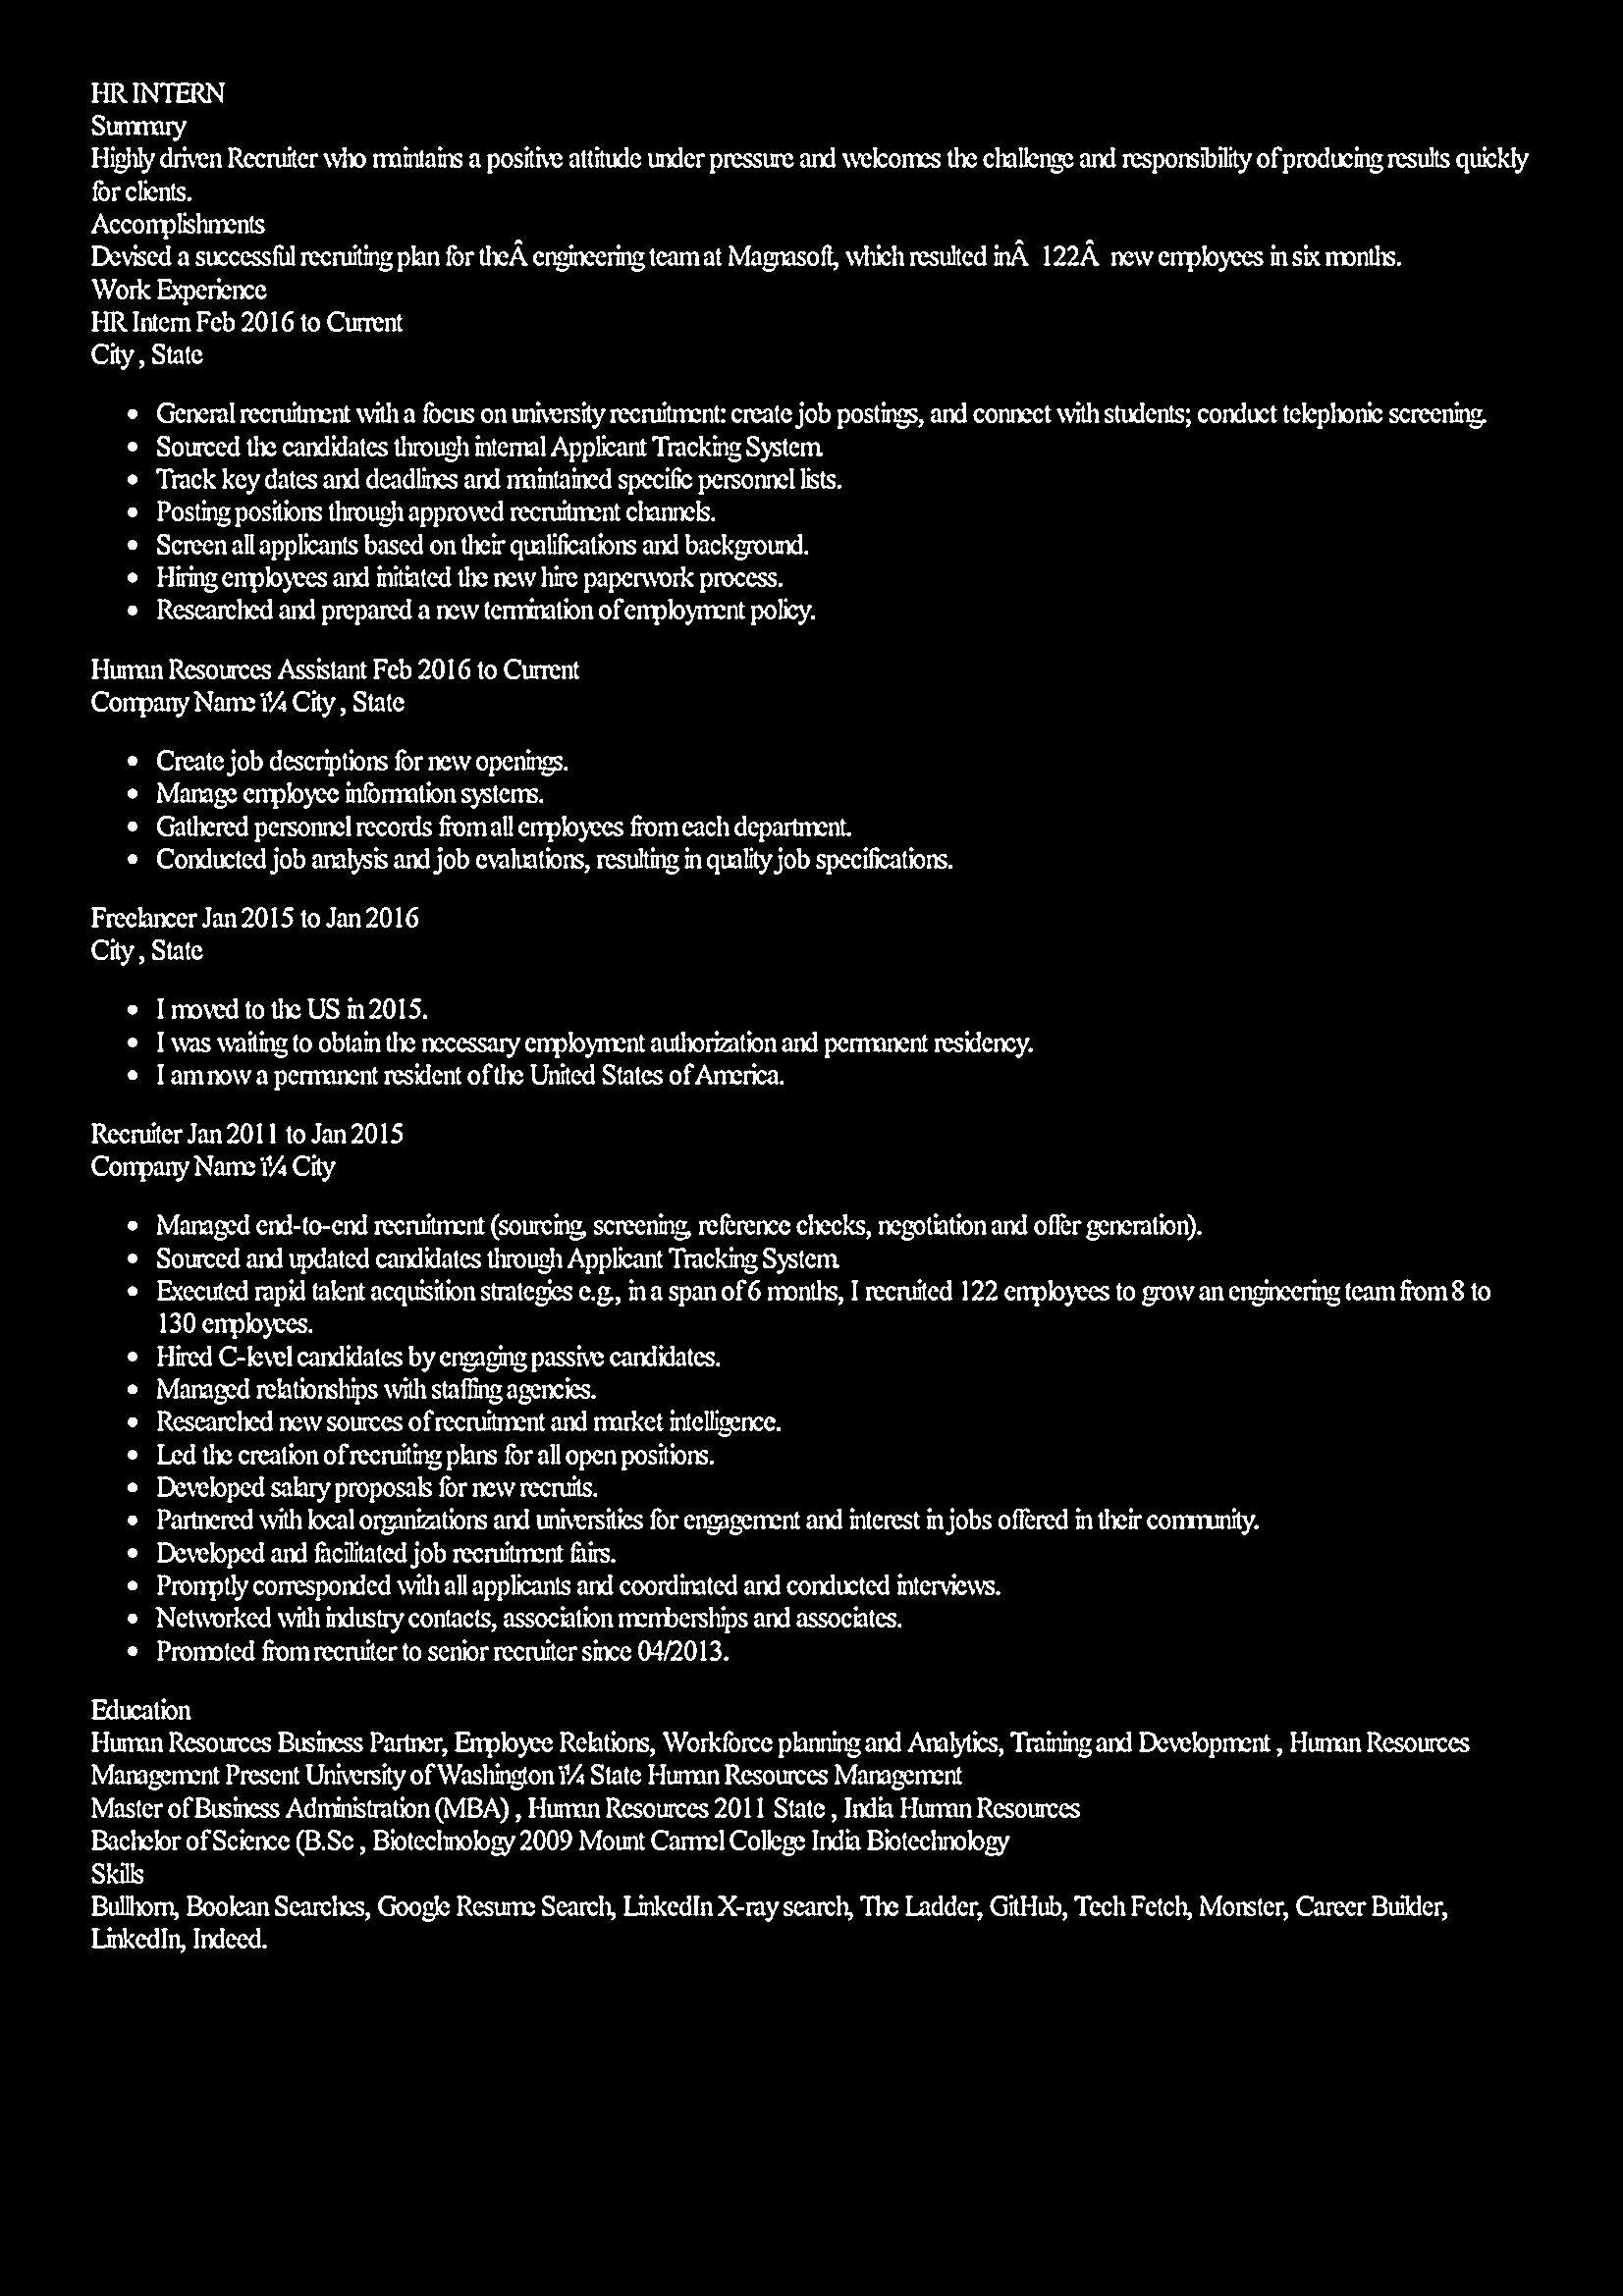 HR INTERN
Summary
Highly driven Recruiter who maintains a positive attitude under pressure and welcomes the challenge and responsibility of producing results quickly
for clients.
Accomplishments
Devised a successful recruiting plan for theÂ engineering team at Magnasoft, which resulted inÂ 122Â new employees in six months.
Work Experience
HR Intern Feb 2016 to Current
City , State
• General recruitment with a focus on university recruitment: create job postings, and connect with students; conduct telephonic screening.
• Sourced the candidates through internal Applicant Tracking System.
• Track key dates and deadlines and maintained specific personnel lists.
• Posting positions through approved recruitment channels.
• Screen all applicants based on their qualifications and background.
• Hiring employees and initiated the new hire paperwork process.
• Researched and prepared a new termination of employment policy.
Human Resources Assistant Feb 2016 to Current
Company Name ï¼ City , State
• Create job descriptions for new openings.
• Manage employee information systems.
• Gathered personnel records from all employees from each department.
• Conducted job analysis and job evaluations, resulting in quality job specifications.
Freelancer Jan 2015 to Jan 2016
City , State
• I moved to the US in 2015.
• I was waiting to obtain the necessary employment authorization and permanent residency.
• I am now a permanent resident of the United States of America.
Recruiter Jan 2011 to Jan 2015
Company Name ï¼ City
• Managed end-to-end recruitment (sourcing, screening, reference checks, negotiation and offer generation).
• Sourced and updated candidates through Applicant Tracking System.
• Executed rapid talent acquisition strategies e.g., in a span of 6 months, I recruited 122 employees to grow an engineering team from 8 to
130 employees.
• Hired C-level candidates by engaging passive candidates.
• Managed relationships with staffing agencies.
• Researched new sources of recruitment and market intelligence.
• Led the creation of recruiting plans for all open positions.
• Developed salary proposals for new recruits.
• Partnered with local organizations and universities for engagement and interest in jobs offered in their community.
• Developed and facilitated job recruitment fairs.
• Promptly corresponded with all applicants and coordinated and conducted interviews.
• Networked with industry contacts, association memberships and associates.
• Promoted from recruiter to senior recruiter since 04/2013.
Education
Human Resources Business Partner, Employee Relations, Workforce planning and Analytics, Training and Development , Human Resources
Management Present University of Washington ï¼ State Human Resources Management
Master of Business Administration (MBA) , Human Resources 2011 State , India Human Resources
Bachelor of Science (B.Sc , Biotechnology 2009 Mount Carmel College India Biotechnology
Skills
Bullhorn, Boolean Searches, Google Resume Search, LinkedIn X-ray search, The Ladder, GitHub, Tech Fetch, Monster, Career Builder,
LinkedIn, Indeed.